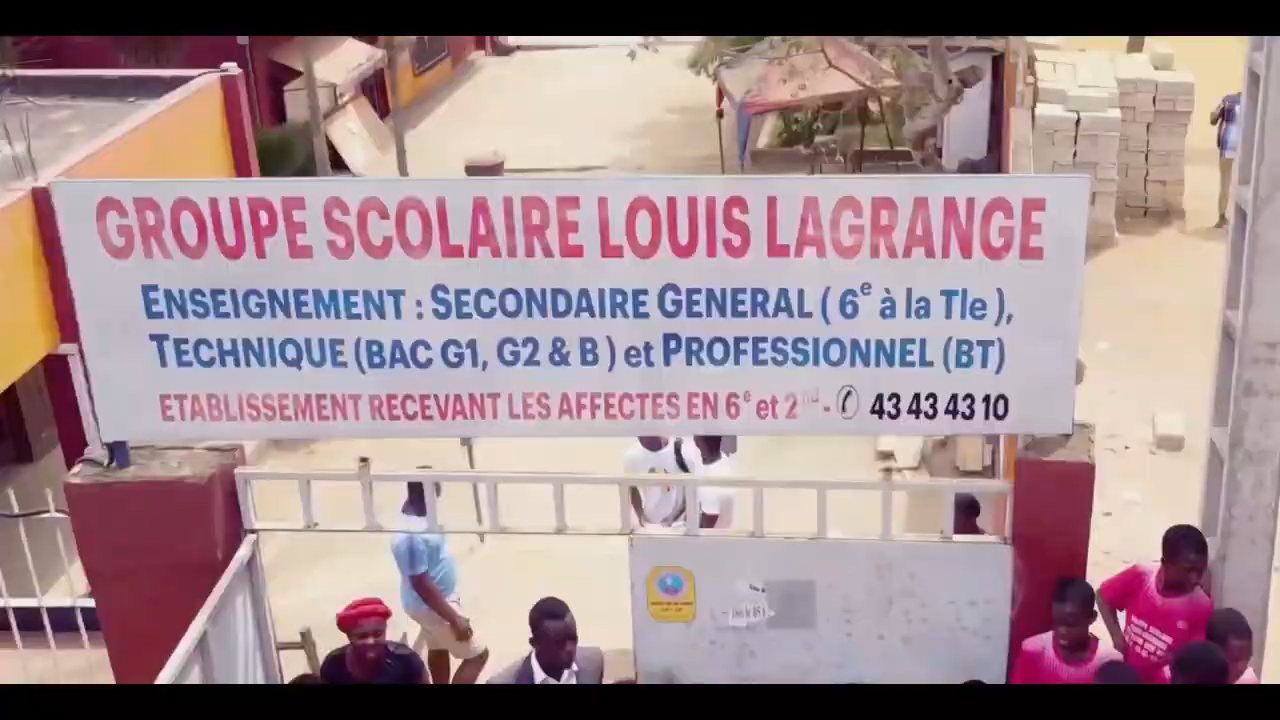 GROUPE SCOLAIRE LOUIS LAGRANGE
ENSEIGNEMENT : SECONDAIRE GENERAL ( 6e à la Tle ),
TECHNIQUE (BAC G1, G2 & B ) et PROFESSIONNEL (BT)
ETABLISSEMENT RECEVANT LES AFFECTES EN 6e et 2nd - ✆ 43 43 43 10